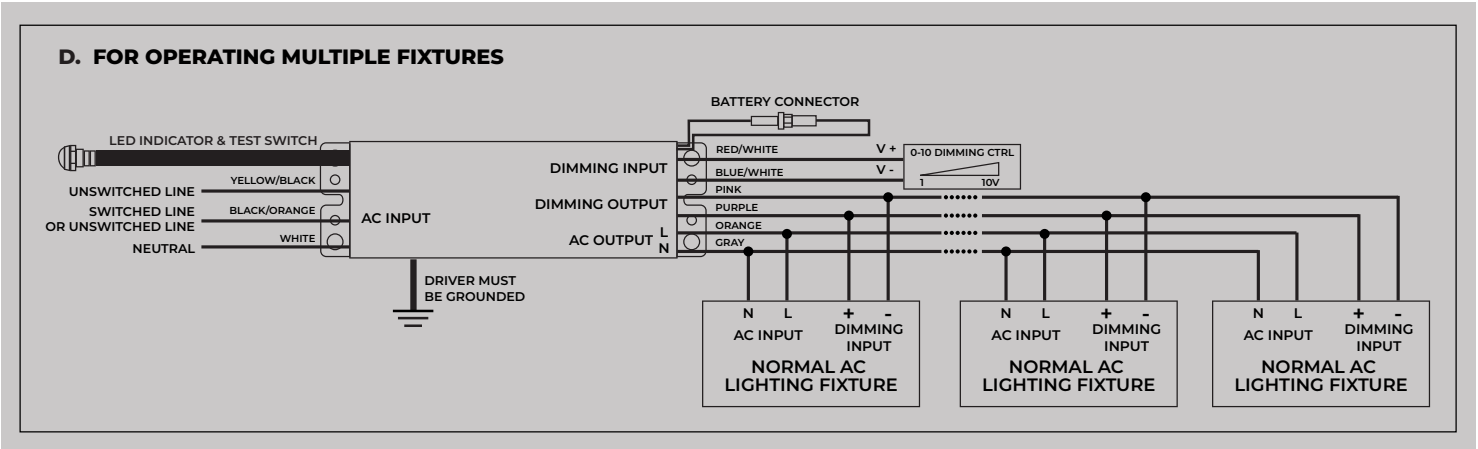 D. FOR OPERATING MULTIPLE FIXTURES
BATTERY CONNECTOR
LED INDICATOR & TEST SWITCH
YELLOW/BLACK
UNSWITCHED LINE
SWITCHED LINE
OR UNSWITCHED LINE
BLACK/ORANGE
NEUTRAL
WHITE
AC INPUT
DIMMING INPUT
DIMMING OUTPUT
AC OUTPUT L
N
RED/WHITE
V +
BLUE/WHITE
V -
0-10 DIMMING CTRL
1 10V
PINK
PURPLE
ORANGE
GRAY
DRIVER MUST
BE GROUNDED
N L + -
AC INPUT
DIMMING
INPUT
NORMAL AC
LIGHTING FIXTURE
N L + -
AC INPUT
DIMMING
INPUT
NORMAL AC
LIGHTING FIXTURE
N L + -
AC INPUT
DIMMING
INPUT
NORMAL AC
LIGHTING FIXTURE